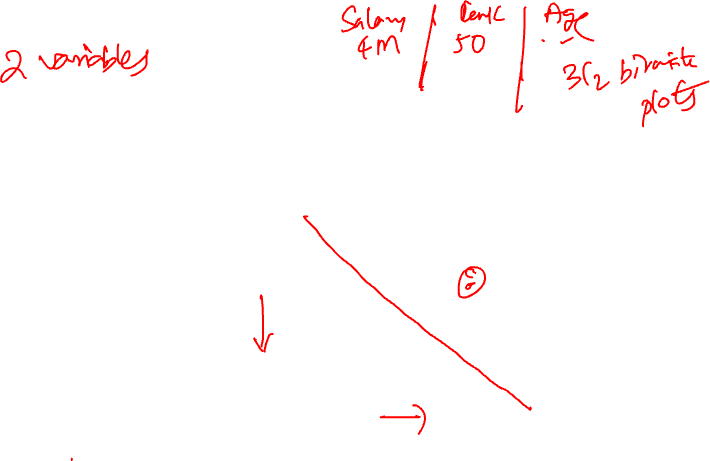 Salary | Rank | Age
4M | 50
2 variables
3C2 bivariate
plots